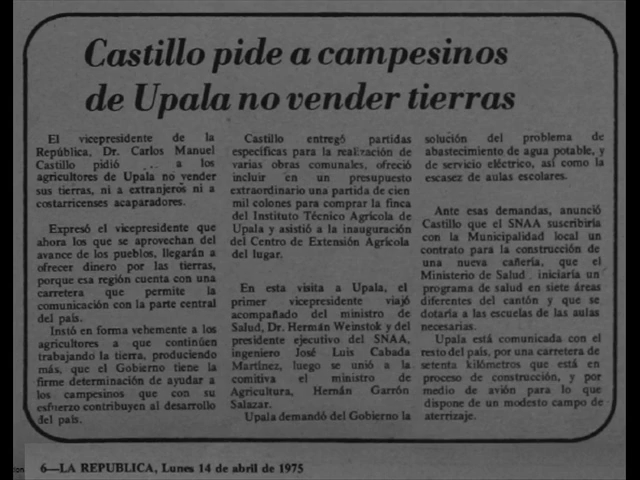 Castillo pide a campesinos
de Upala no vender tierras
El vicepresidente de la
República, Dr. Carlos Manuel
Castillo pidió ... a los
agricultores de Upala no vender
sus tierras, ni a extranjeros ni a
costarricenses acaparadores.
Expresó el vicepresidente que
ahora los que se aprovechan del
avance de los pueblos, llegarán a
ofrecer dinero por las tierras,
porque esa región cuenta con una
carretera que permite la
comunicación con la parte central
del país.
Instó en forma vehemente a los
agricultores a que continúen
trabajando la tierra, produciendo
más, que el Gobierno tiene la
firme determinación de ayudar a
los campesinos que con su
esfuerzo contribuyen al desarrollo
del país.
Castillo entregó partidas
específicas para la realización de
varias obras comunales, ofreció
incluir en un presupuesto
extraordinario una partida de cien
mil colones para comprar la finca
del Instituto Técnico Agrícola de
Upala y asistió a la inauguración
del Centro de Extensión Agrícola
del lugar.
En esta visita a Upala, el
primer vicepresidente viajó
acompañado del ministro de
Salud, Dr. Hermán Weinstok y del
presidente ejecutivo del SNAA,
ingeniero José Luis Cabada
Martínez, luego se unió a la
comitiva el ministro de
Agricultura, Hernán Garrón
Salazar.
Upala demandó del Gobierno la
solución del problema de
abastecimiento de agua potable, y
de servicio eléctrico, así como la
escasez de aulas escolares.
Ante esas demandas, anunció
Castillo que el SNAA suscribiría
con la Municipalidad local un
contrato para la construcción de
una nueva cañería, que el
Ministerio de Salud iniciaría un
programa de salud en siete áreas
diferentes del cantón y que se
dotaría a las escuelas de las aulas
necesarias.
Upala está comunicada con el
resto del país, por una carretera de
setenta kilómetros que está en
proceso de construcción, y por
medio de avión para lo que
dispone de un modesto campo de
aterrizaje.
6—LA REPUBLICA, Lunes 14 de abril de 1975